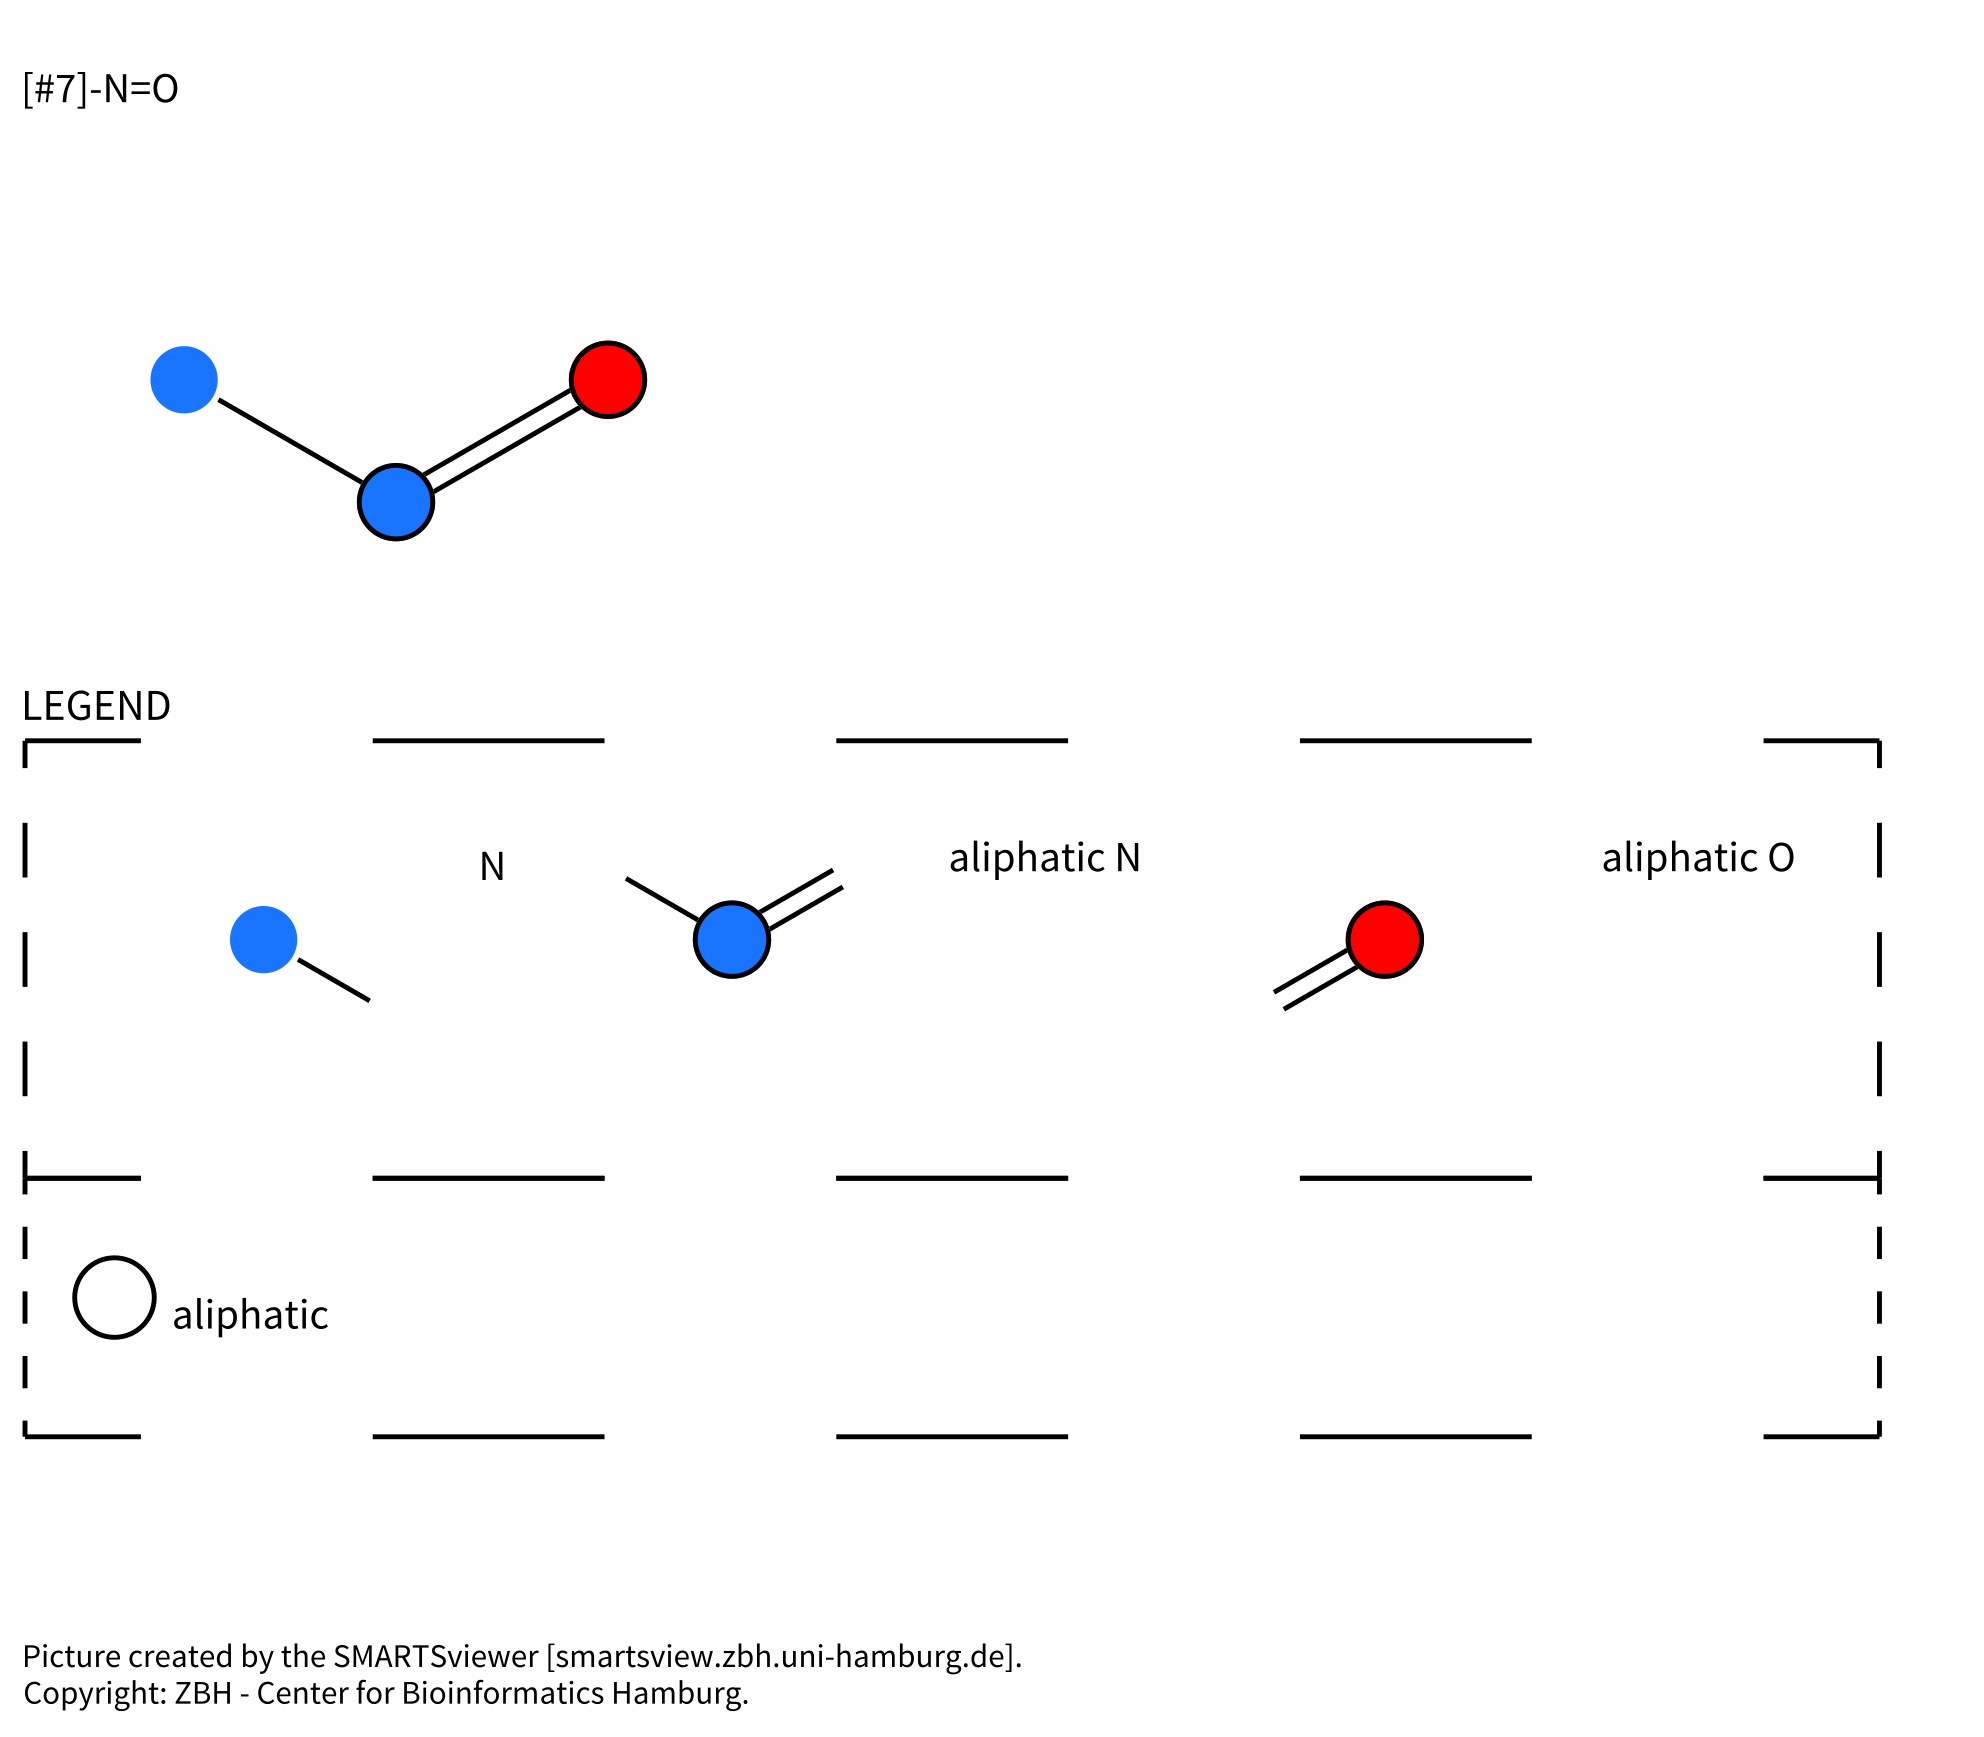 [#7]-N=O
LEGEND
N
aliphatic N
aliphatic O
aliphatic
Picture created by the SMARTSviewer [smartsview.zbh.uni-hamburg.de].
Copyright: ZBH - Center for Bioinformatics Hamburg.